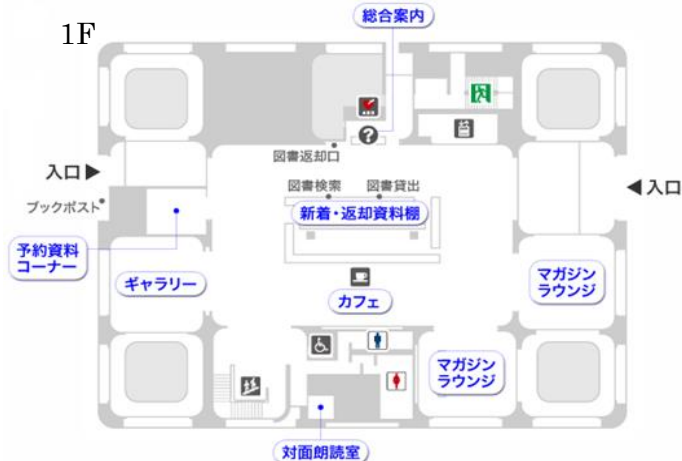 1F
総合案内
図書返却口
入口
入口
図書検索
図書貸出
ブックポスト
新着・返却資料棚
予約資料
コーナー
ギャラリー
カフェ
マガジン
ラウンジ
マガジン
ラウンジ
対面朗読室